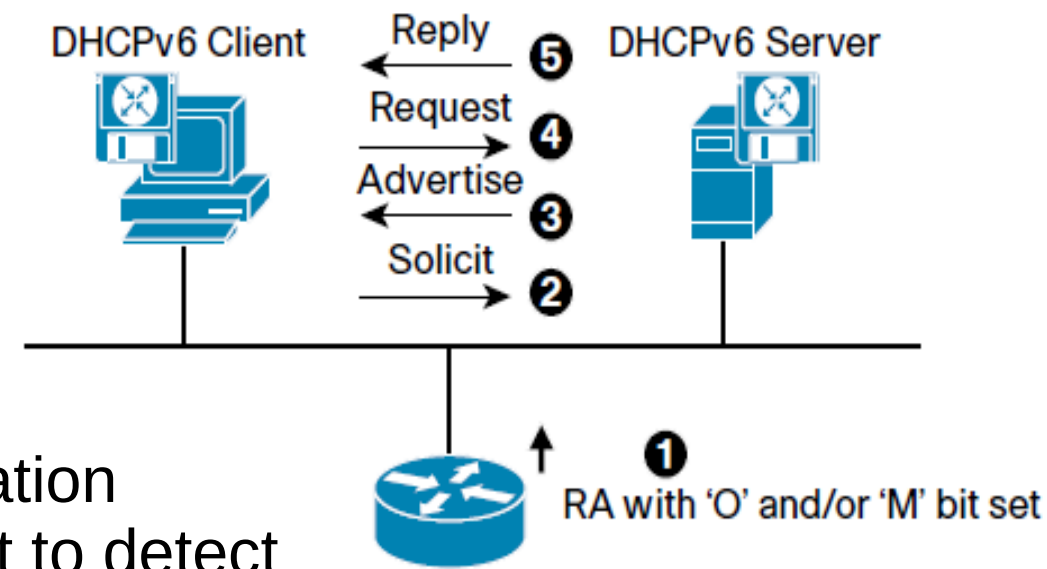 DHCPv6 Client
Reply
5
DHCPv6 Server
Request
4
Advertise
3
Solicit
2
1
RA with ‘O’ and/or ‘M’ bit set
to detect